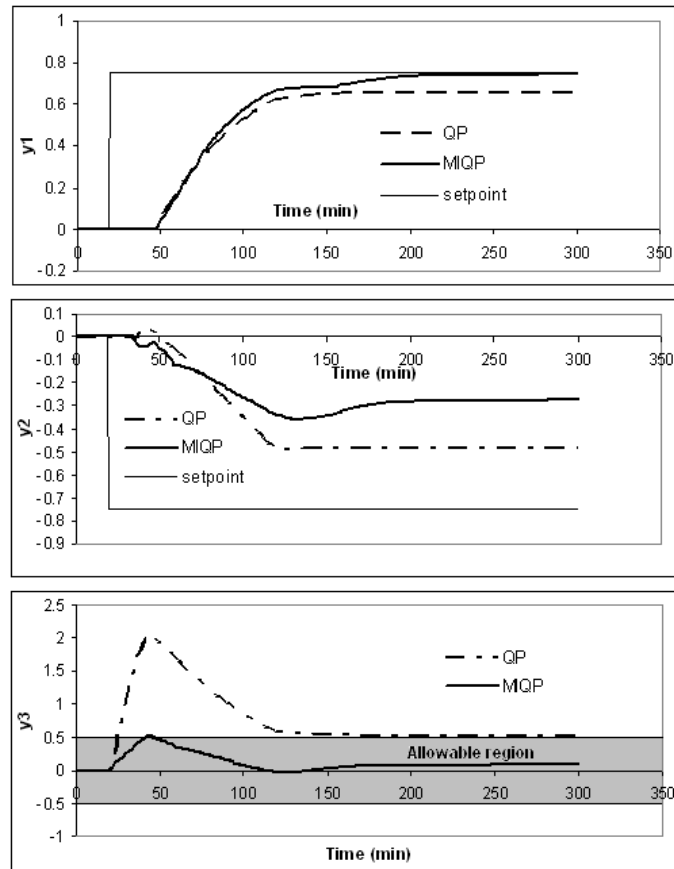 0.8
0.6
0.4
0.2
0
-0.2
y1
QP
MIQP
setpoint
Time (min)
0 50 100 150 200 250 300 350
0.1
0
-0.1
-0.2
-0.3
-0.4
-0.5
-0.6
-0.7
-0.8
-0.9
y2
0 50 100 150 200 250 300 350
Time (min)
QP
MIQP
setpoint
2.5
2
1.5
1
0.5
0
-0.5
-1
y3
QP
MIQP
Allowable region
0 50 100 150 200 250 300 350
Time (min)